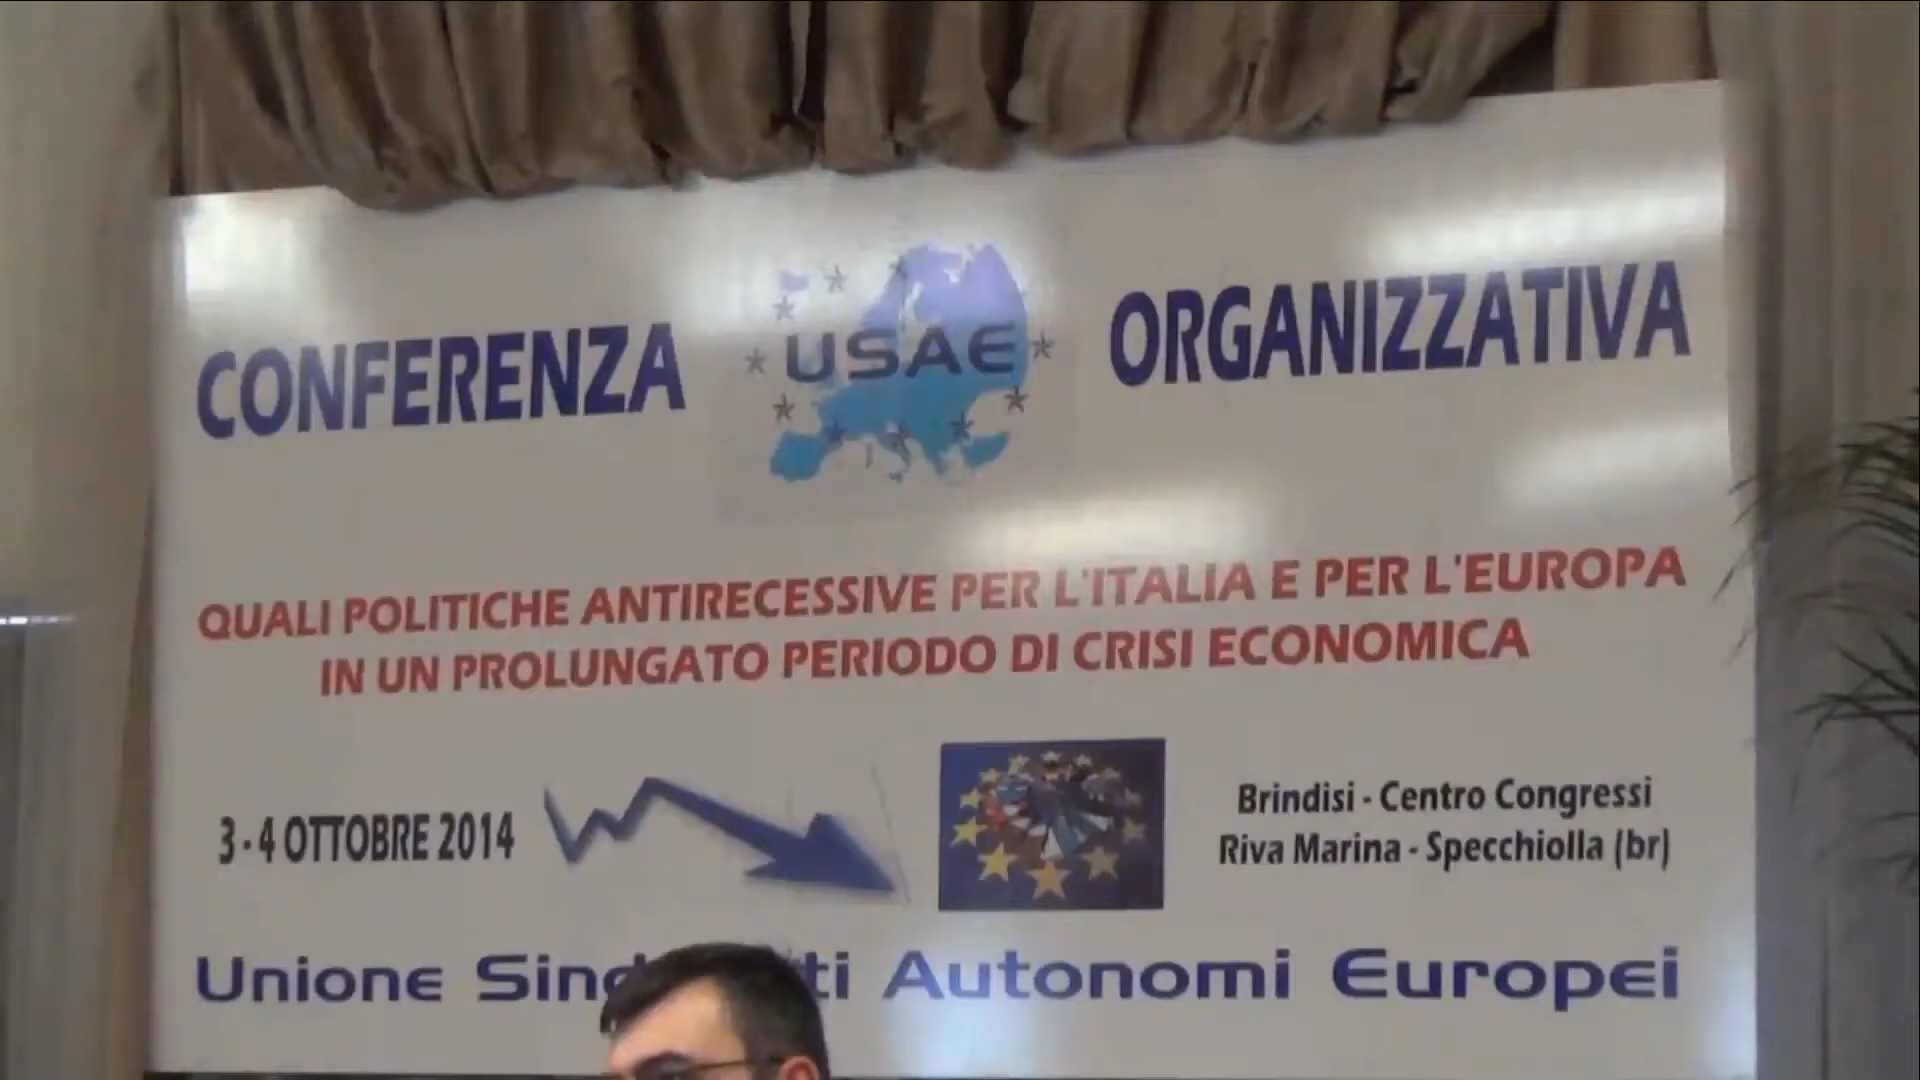 CONFERENZA USAE ORGANIZZATIVA
QUALI POLITICHE ANTIRECESSIVE PER L'ITALIA E PER L'EUROPA
IN UN PROLUNGATO PERIODO DI CRISI ECONOMICA
3-4 OTTOBRE 2014
Brindisi - Centro Congressi
Riva Marina - Specchiolla (br)
Unione Autonomi Europei